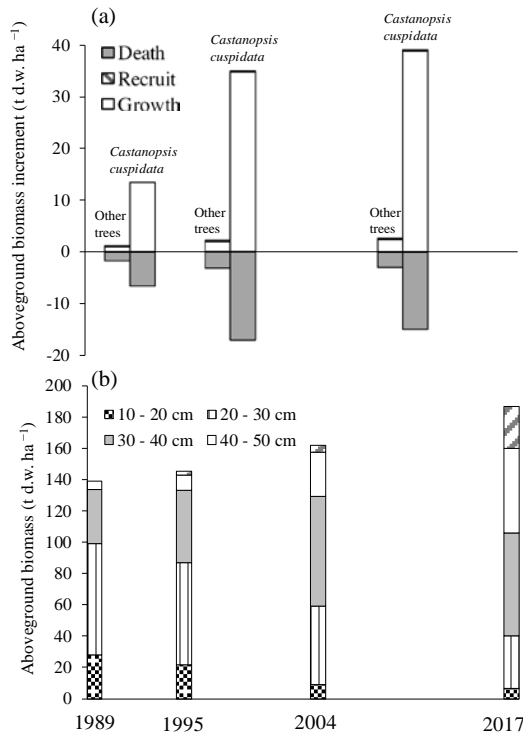 (a)
Aboveground biomass increment (t d.w. ha ⁻¹)
40
30
20
10
0
-10
-20
Death
Recruit
Growth
Castanopsis
cuspidata
Other
trees
Castanopsis
cuspidata
Other
trees
Castanopsis
cuspidata
Other
trees
(b)
Aboveground biomass (t d.w. ha ⁻¹)
200
180
160
140
120
100
80
60
40
20
0
10 - 20 cm
20 - 30 cm
30 - 40 cm
40 - 50 cm
1989
1995
2004
2017